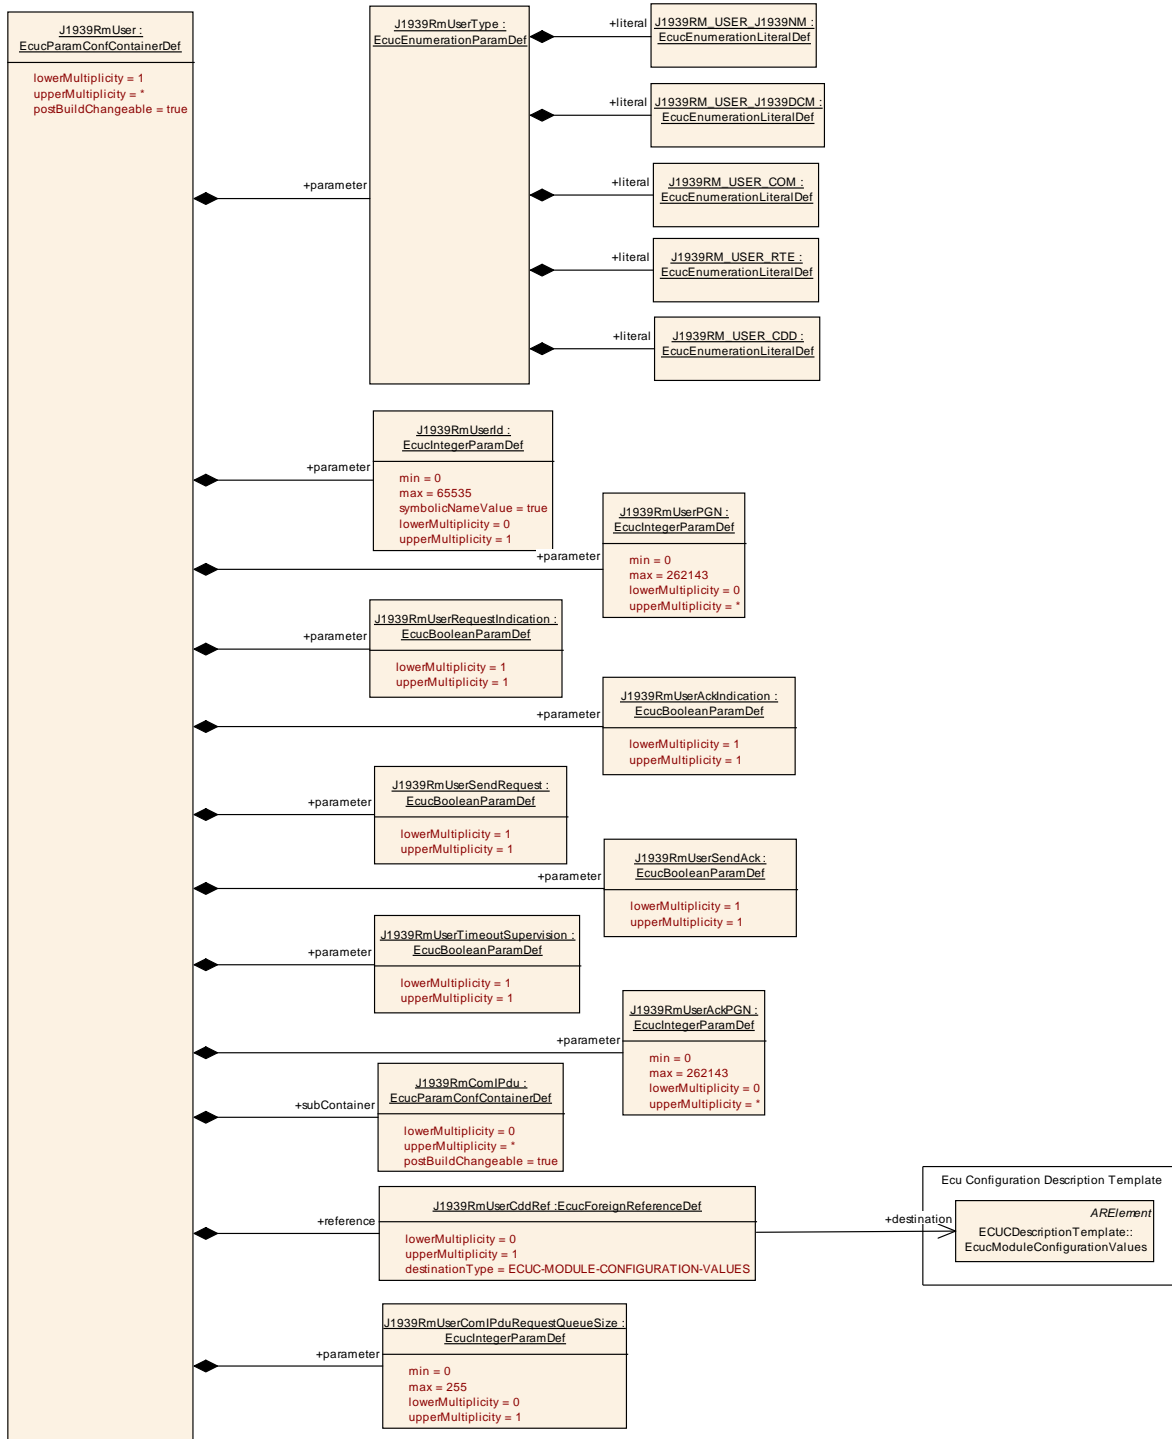 J1939RmUser :
EcucParamConfContainerDef
lowerMultiplicity = 1
upperMultiplicity = *
postBuildChangeable = true
+parameter
J1939RmUserType :
EcucEnumerationParamDef
+literal
J1939RM_USER_J1939NM :
EcucEnumerationLiteralDef
+literal
J1939RM_USER_J1939DCM :
EcucEnumerationLiteralDef
+literal
J1939RM_USER_COM :
EcucEnumerationLiteralDef
+literal
J1939RM_USER_RTE :
EcucEnumerationLiteralDef
+literal
J1939RM_USER_CDD :
EcucEnumerationLiteralDef
+parameter
J1939RmUserId :
EcucIntegerParamDef
min = 0
max = 65535
symbolicNameValue = true
lowerMultiplicity = 0
upperMultiplicity = 1
+parameter
J1939RmUserPGN :
EcucIntegerParamDef
min = 0
max = 262143
lowerMultiplicity = 0
upperMultiplicity = *
+parameter
J1939RmUserRequestIndication :
EcucBooleanParamDef
lowerMultiplicity = 1
upperMultiplicity = 1
+parameter
J1939RmUserAckIndication :
EcucBooleanParamDef
lowerMultiplicity = 1
upperMultiplicity = 1
+parameter
J1939RmUserSendRequest :
EcucBooleanParamDef
lowerMultiplicity = 1
upperMultiplicity = 1
+parameter
J1939RmUserSendAck :
EcucBooleanParamDef
lowerMultiplicity = 1
upperMultiplicity = 1
+parameter
J1939RmUserTimeoutSupervision :
EcucBooleanParamDef
lowerMultiplicity = 1
upperMultiplicity = 1
+parameter
J1939RmUserAckPGN :
EcucIntegerParamDef
min = 0
max = 262143
lowerMultiplicity = 0
upperMultiplicity = *
+subContainer
J1939RmComIPdu :
EcucParamConfContainerDef
lowerMultiplicity = 0
upperMultiplicity = *
postBuildChangeable = true
+reference
J1939RmUserCddRef :EcucForeignReferenceDef
lowerMultiplicity = 0
upperMultiplicity = 1
destinationType = ECUC-MODULE-CONFIGURATION-VALUES
+destination
Ecu Configuration Description Template
ARElement
ECUCDescriptionTemplate::
EcucModuleConfigurationValues
+parameter
J1939RmUserComIPduRequestQueueSize :
EcucIntegerParamDef
min = 0
max = 255
lowerMultiplicity = 0
upperMultiplicity = 1